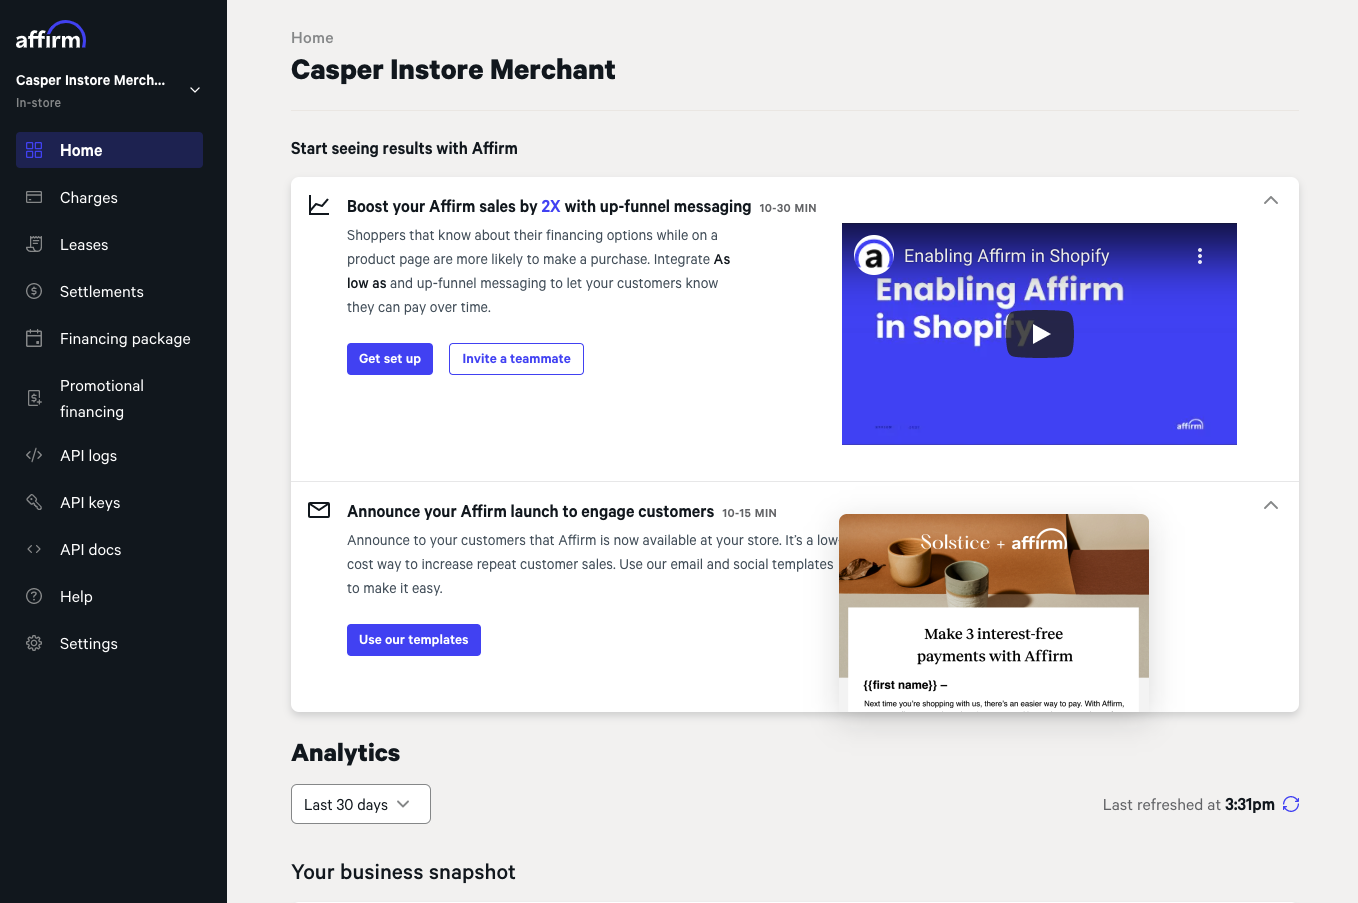 affirm
Casper Instore Merch...
In-store
Home
Charges
Leases
Settlements
Financing package
Promotional
financing
API logs
API keys
API docs
Help
Settings
Home
Casper Instore Merchant
Start seeing results with Affirm
Boost your Affirm sales by 2X with up-funnel messaging 10-30 MIN
Shoppers that know about their financing options while on a
product page are more likely to make a purchase. Integrate As
low as and up-funnel messaging to let your customers know
they can pay over time.
Get set up
Invite a teammate
a
Enabling Affirm in Shopify
Enabling Affirm
in Shopify
affirm
Announce your Affirm launch to engage customers 10-15 MIN
Announce to your customers that Affirm is now available at your store. It's a low
cost way to increase repeat customer sales. Use our email and social templates
to make it easy.
Use our templates
Solstice + affirm
Make 3 interest-free
payments with Affirm
{{first name}} –
Next time you're shopping with us, there's an easier way to pay. With Affirm,
Analytics
Last 30 days
Last refreshed at 3:31pm
Your business snapshot